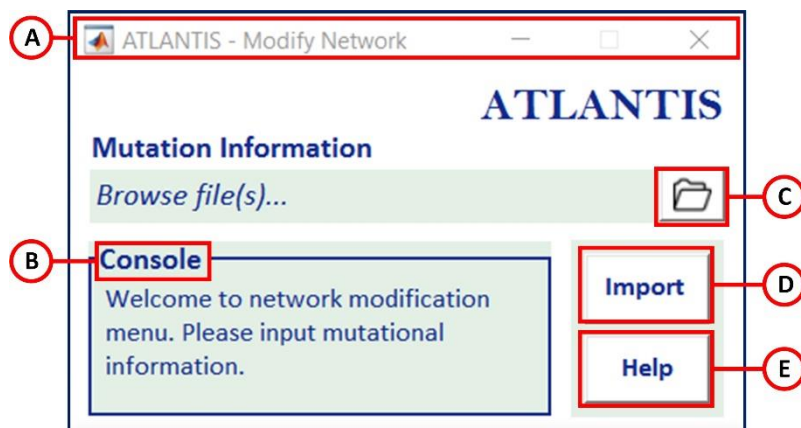 A
ATLANTIS - Modify Network
ATLANTIS
Mutation Information
Browse file(s)...
C
B
Console
Welcome to network modification
menu. Please input mutational
information.
Import
D
Help
E